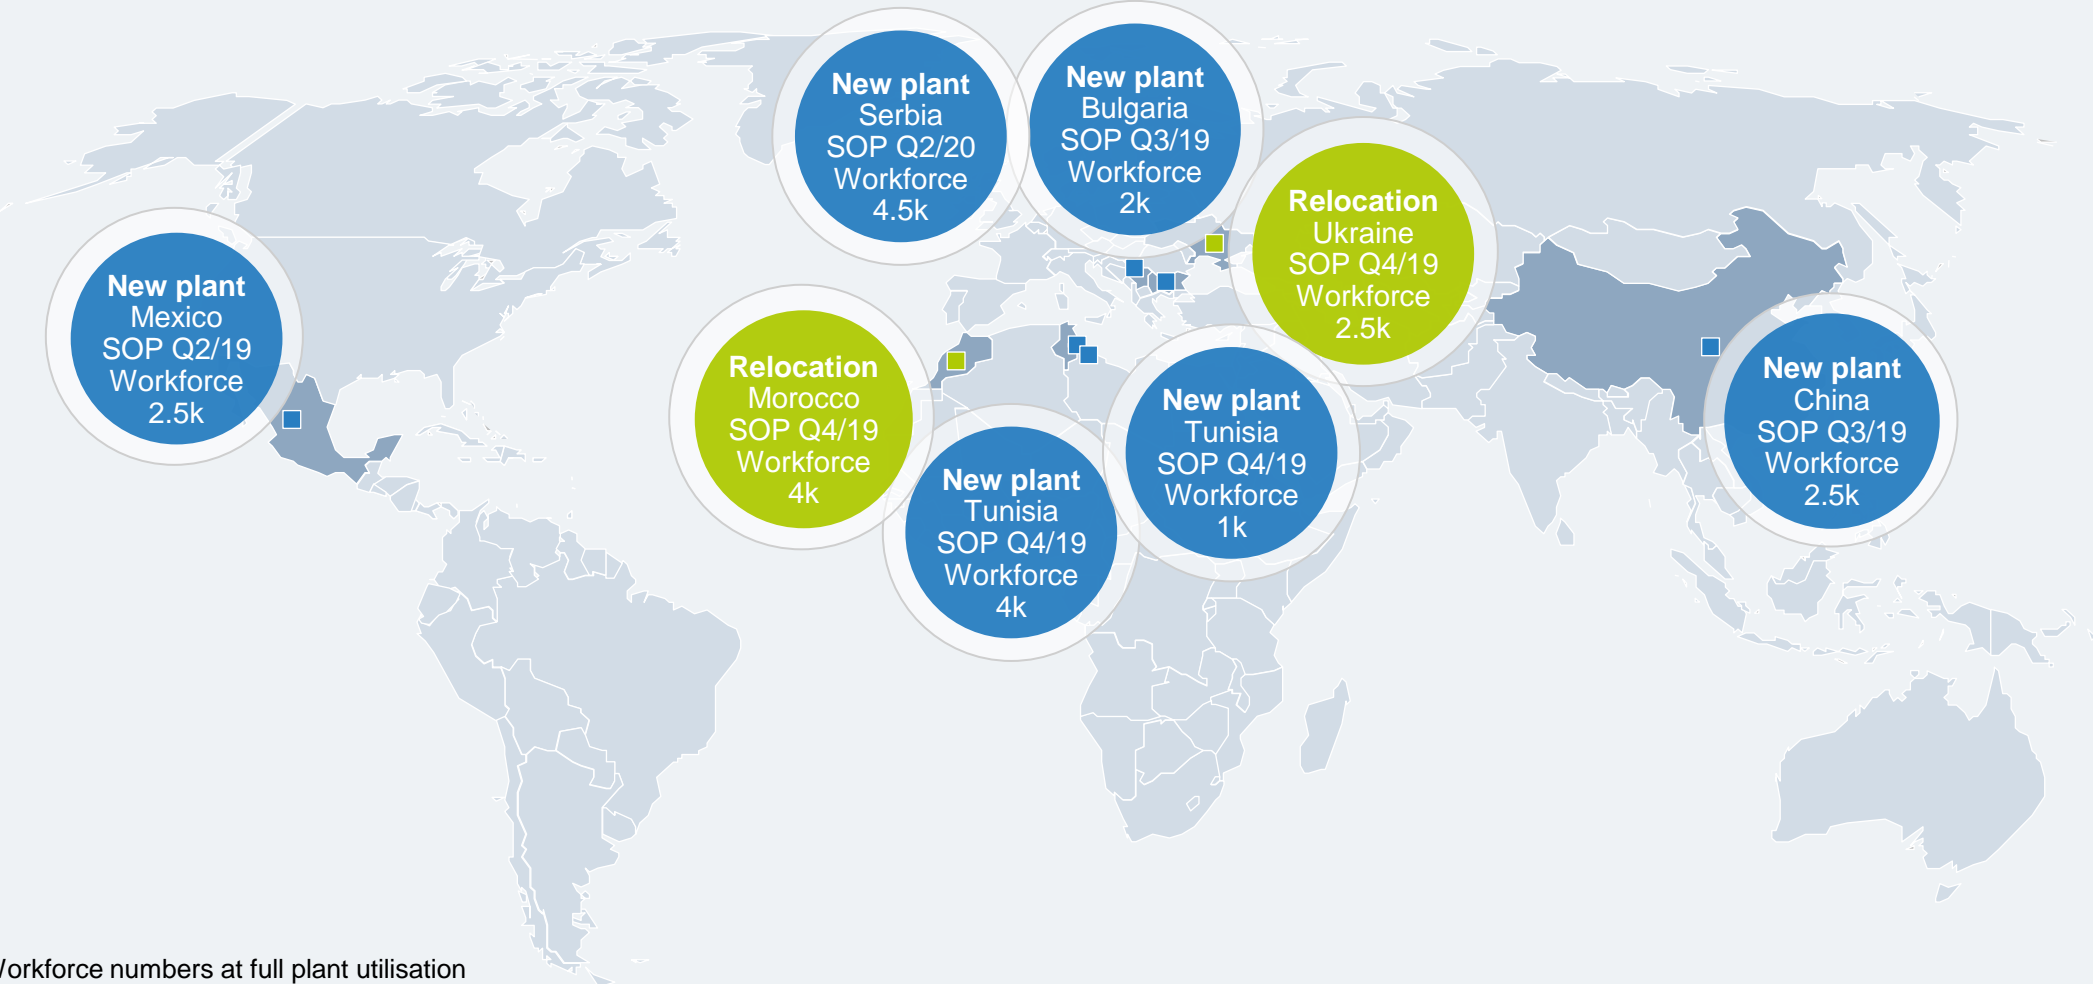 New plant
Serbia
SOP Q2/20
Workforce
4.5k
New plant
Bulgaria
SOP Q3/19
Workforce
2k
Relocation
Ukraine
SOP Q4/19
Workforce
2.5k
New plant
Mexico
SOP Q2/19
Workforce
2.5k
Relocation
Morocco
SOP Q4/19
Workforce
4k
New plant
Tunisia
SOP Q4/19
Workforce
1k
New plant
China
SOP Q3/19
Workforce
2.5k
New plant
Tunisia
SOP Q4/19
Workforce
4k
Workforce numbers at full plant utilisation